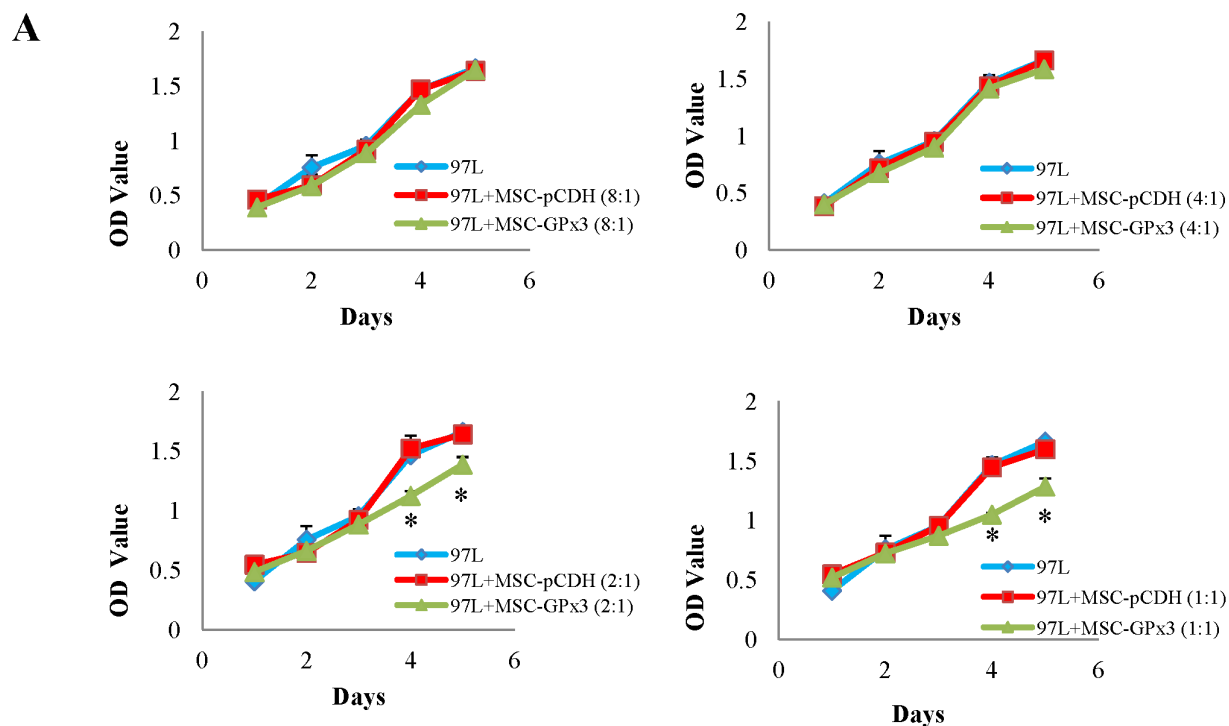 A
2
1.5
1
0.5
0
OD Value
0 2 4 6
Days
97L
97L+MSC-pCDH (8:1)
97L+MSC-GPx3 (8:1)
2
1.5
1
0.5
0
OD Value
0 2 4 6
Days
97L
97L+MSC-pCDH (4:1)
97L+MSC-GPx3 (4:1)
2
1.5
1
0.5
0
OD Value
0 2 4 6
Days
* *
97L
97L+MSC-pCDH (2:1)
97L+MSC-GPx3 (2:1)
2
1.5
1
0.5
0
OD Value
0 2 4 6
Days
* *
97L
97L+MSC-pCDH (1:1)
97L+MSC-GPx3 (1:1)